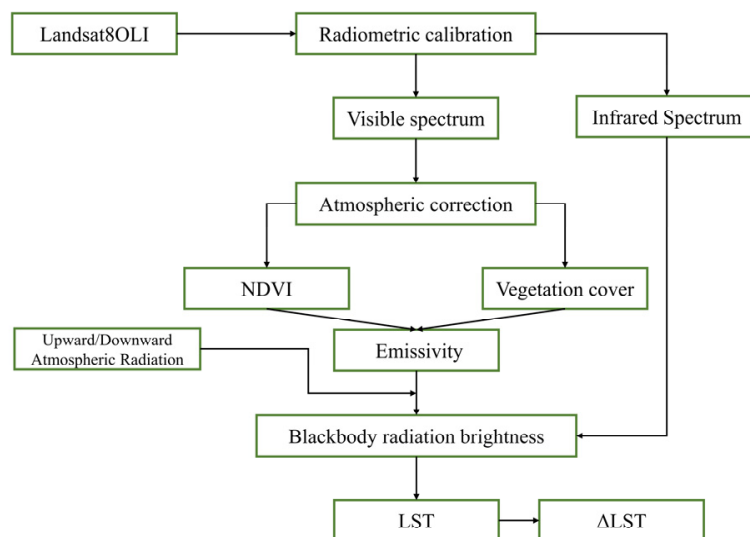 Landsat8OLI
Radiometric calibration
Visible spectrum
Infrared Spectrum
Atmospheric correction
NDVI
Vegetation cover
Upward/Downward
Atmospheric Radiation
Emissivity
Blackbody radiation brightness
LST
ΔLST